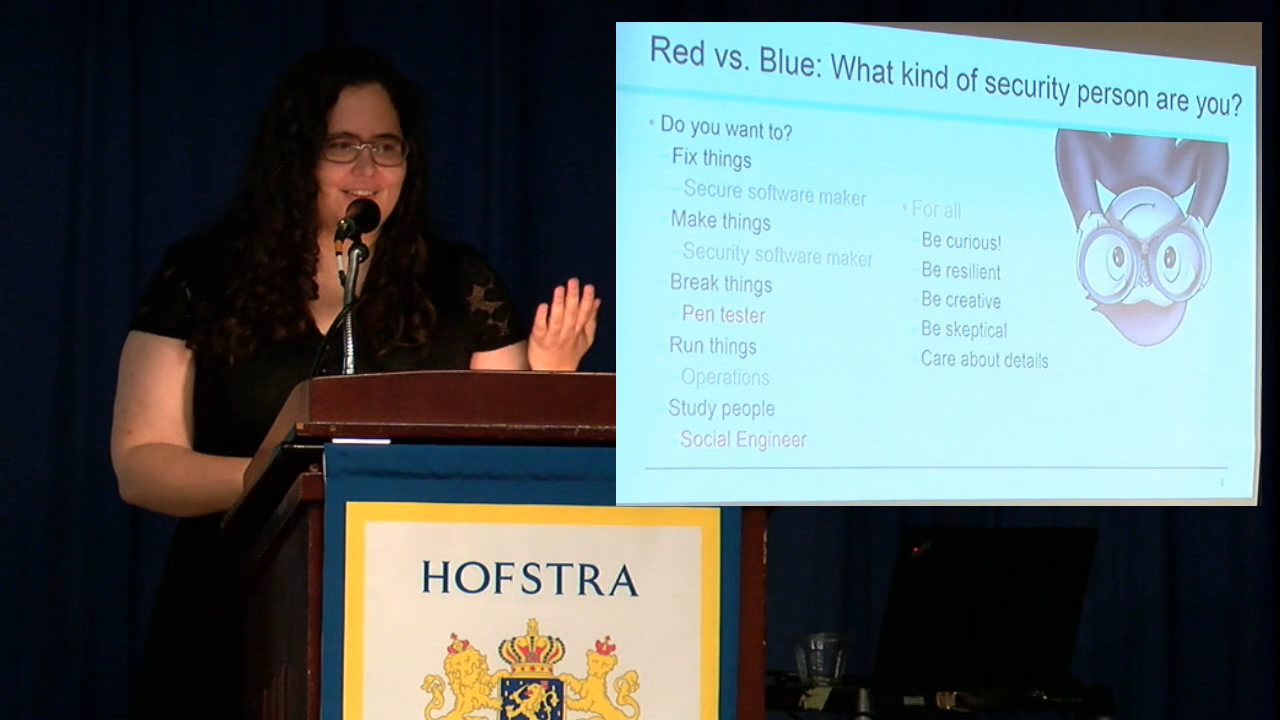 Red vs. Blue: What kind of security person are you?
• Do you want to?
–Fix things
–Secure software maker
–Make things
–Security software maker
–Break things
–Pen tester
–Run things
–Operations
–Study people
–Social Engineer
• For all
–Be curious!
–Be resilient
–Be creative
–Be skeptical
–Care about details
HOFSTRA